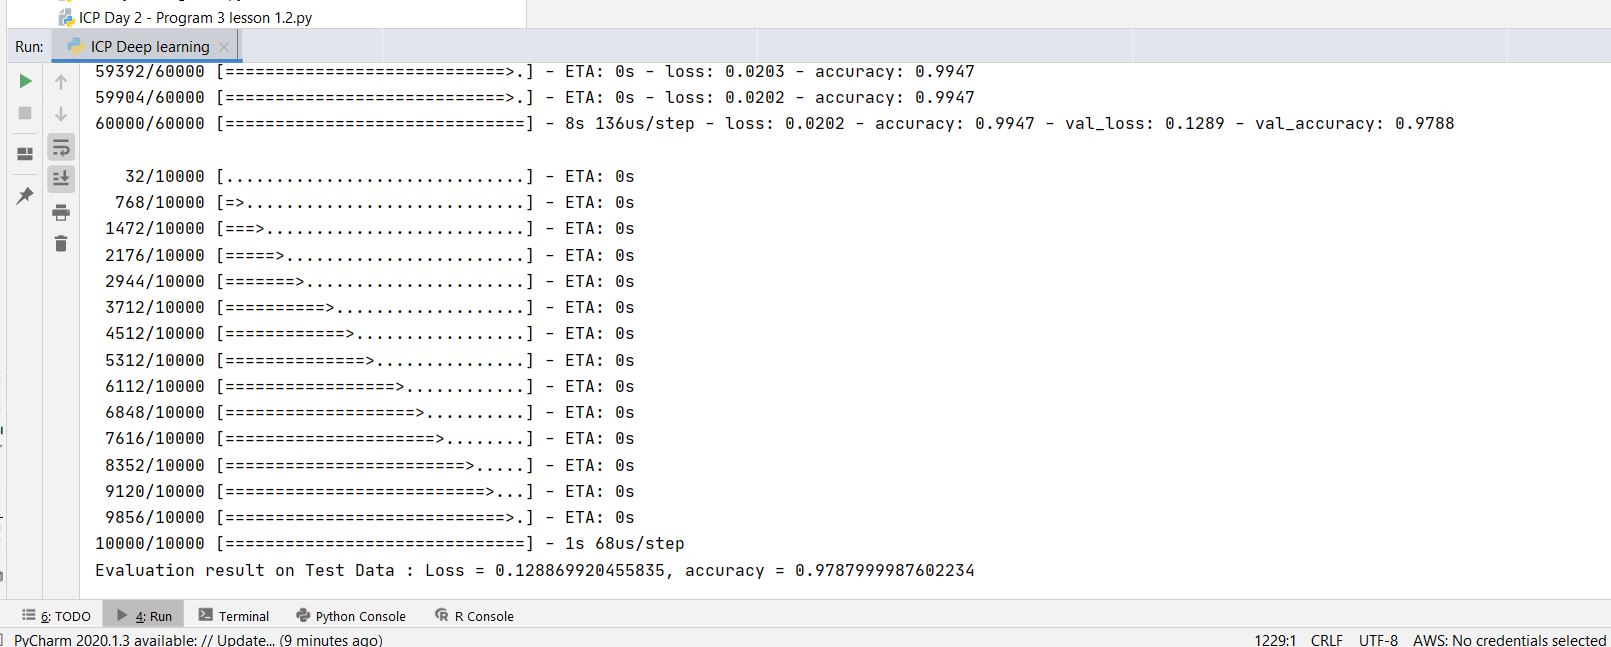 ICP Day 2 - Program 3 lesson 1.2.py
Run: ICP Deep learning
59392/60000 [============================>.] - ETA: 0s - loss: 0.0203 - accuracy: 0.9947
59904/60000 [============================>.] - ETA: 0s - loss: 0.0202 - accuracy: 0.9947
60000/60000 [==============================] - 8s 136us/step - loss: 0.0202 - accuracy: 0.9947 - val_loss: 0.1289 - val_accuracy: 0.9788
32/10000 [..............................] - ETA: 0s
768/10000 [=>............................] - ETA: 0s
1472/10000 [===>..........................] - ETA: 0s
2176/10000 [=====>........................] - ETA: 0s
2944/10000 [=======>......................] - ETA: 0s
3712/10000 [==========>...................] - ETA: 0s
4512/10000 [============>.................] - ETA: 0s
5312/10000 [==============>...............] - ETA: 0s
6112/10000 [=================>............] - ETA: 0s
6848/10000 [===================>..........] - ETA: 0s
7616/10000 [=====================>........] - ETA: 0s
8352/10000 [========================>.....] - ETA: 0s
9120/10000 [==========================>...] - ETA: 0s
9856/10000 [============================>.] - ETA: 0s
10000/10000 [==============================] - 1s 68us/step
Evaluation result on Test Data : Loss = 0.128869920455835, accuracy = 0.9787999987602234
6: TODO 4: Run Terminal Python Console R Console
PyCharm 2020.1.3 available: // Update... (9 minutes ago) 1229:1 CRLF UTF-8 AWS: No credentials selected